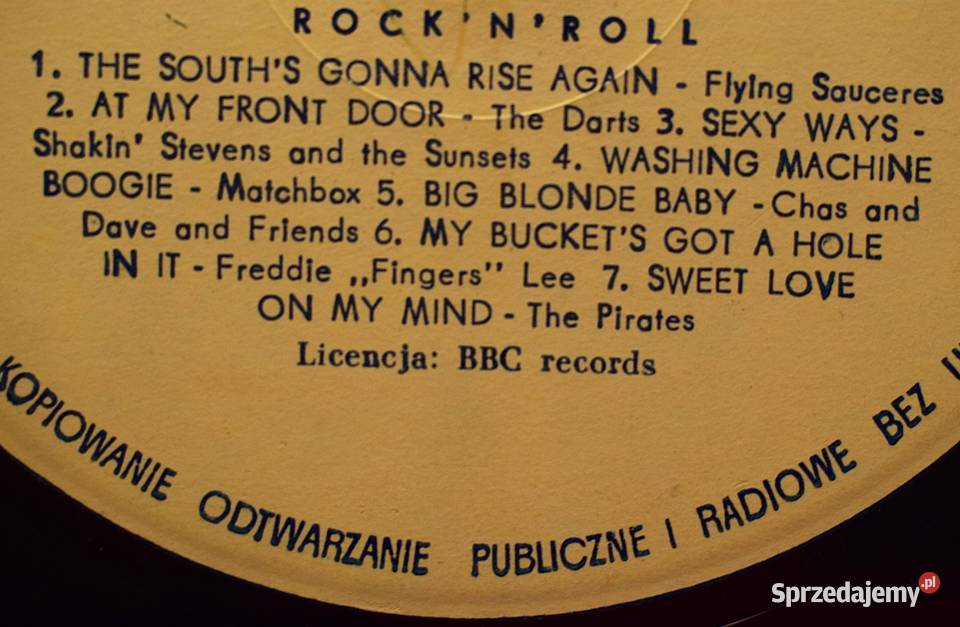 ROCK'N'ROLL
1. THE SOUTH'S GONNA RISE AGAIN - Flying Sauceres
2. AT MY FRONT DOOR - The Darts 3. SEXY WAYS -
Shakin' Stevens and the Sunsets 4. WASHING MACHINE
BOOGIE - Matchbox 5. BIG BLONDE BABY - Chas and
Dave and Friends 6. MY BUCKET'S GOT A HOLE
IN IT - Freddie „Fingers” Lee 7. SWEET LOVE
ON MY MIND - The Pirates
Licencja: BBC records
KOPIOWANIE ODTWARZANIE PUBLICZNE I RADIOWE BEZ
Sprzedajemy.pl